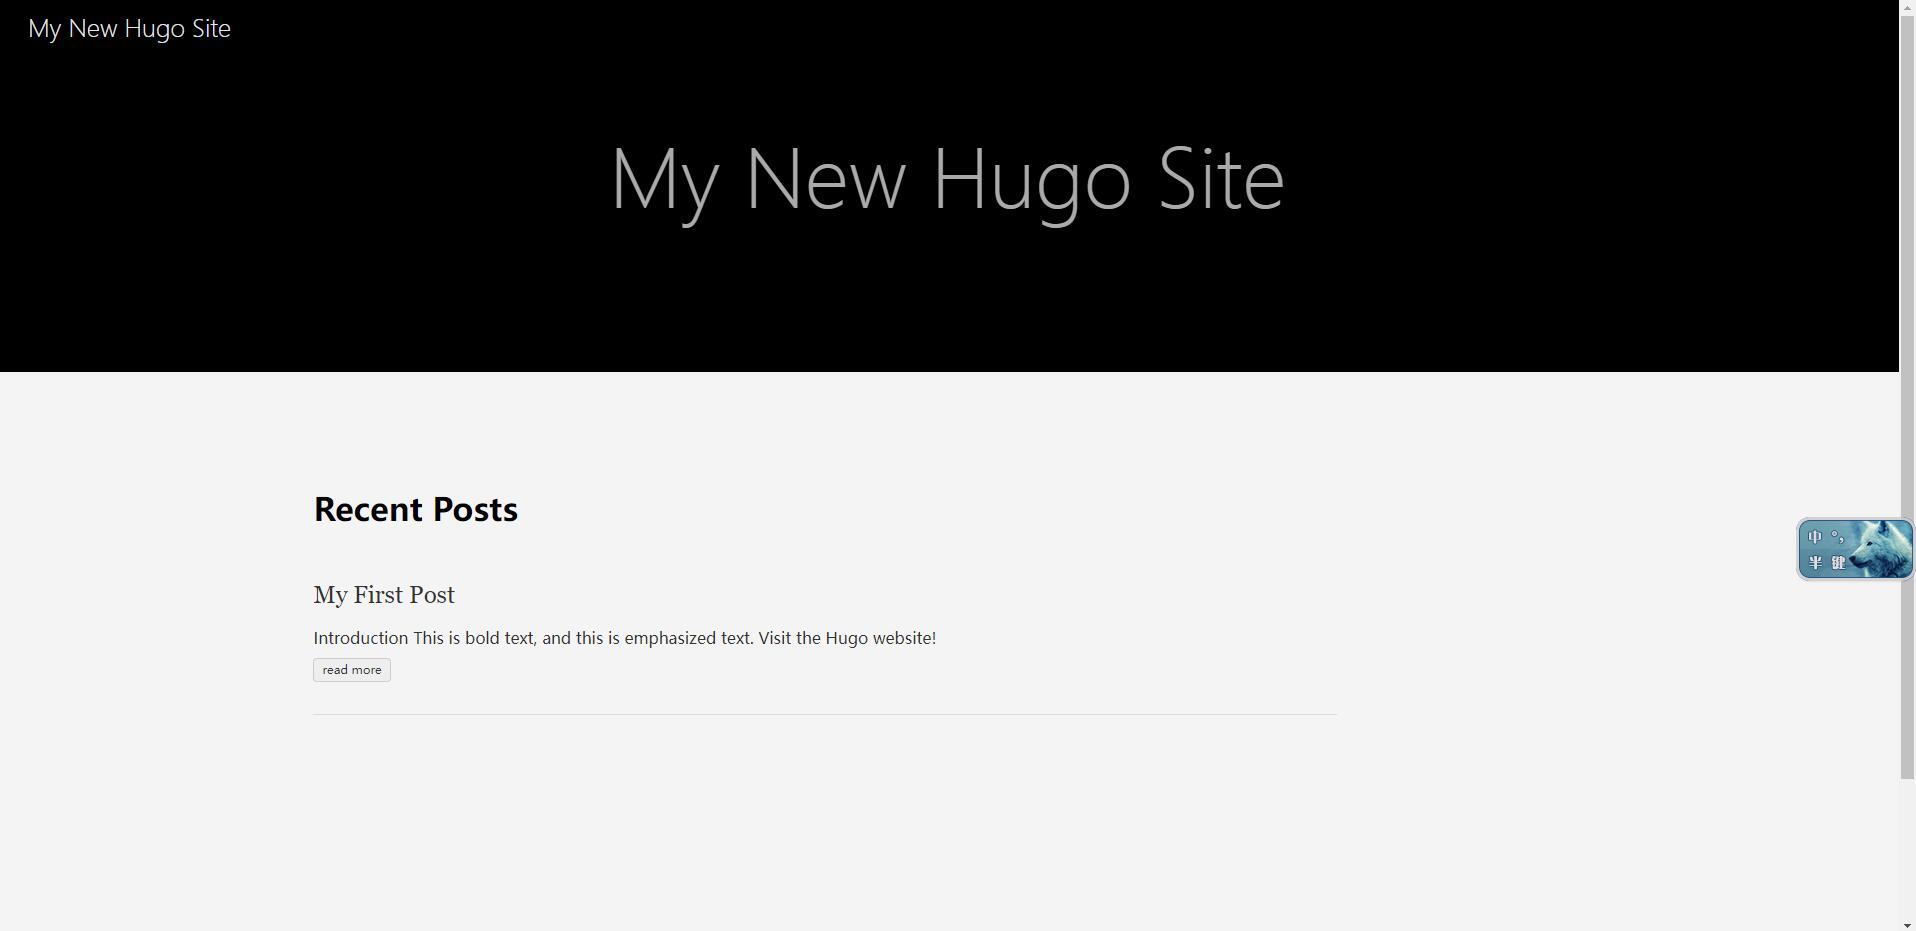 My New Hugo Site
My New Hugo Site
Recent Posts
My First Post
Introduction This is bold text, and this is emphasized text. Visit the Hugo website!
read more
中 °,
半 键